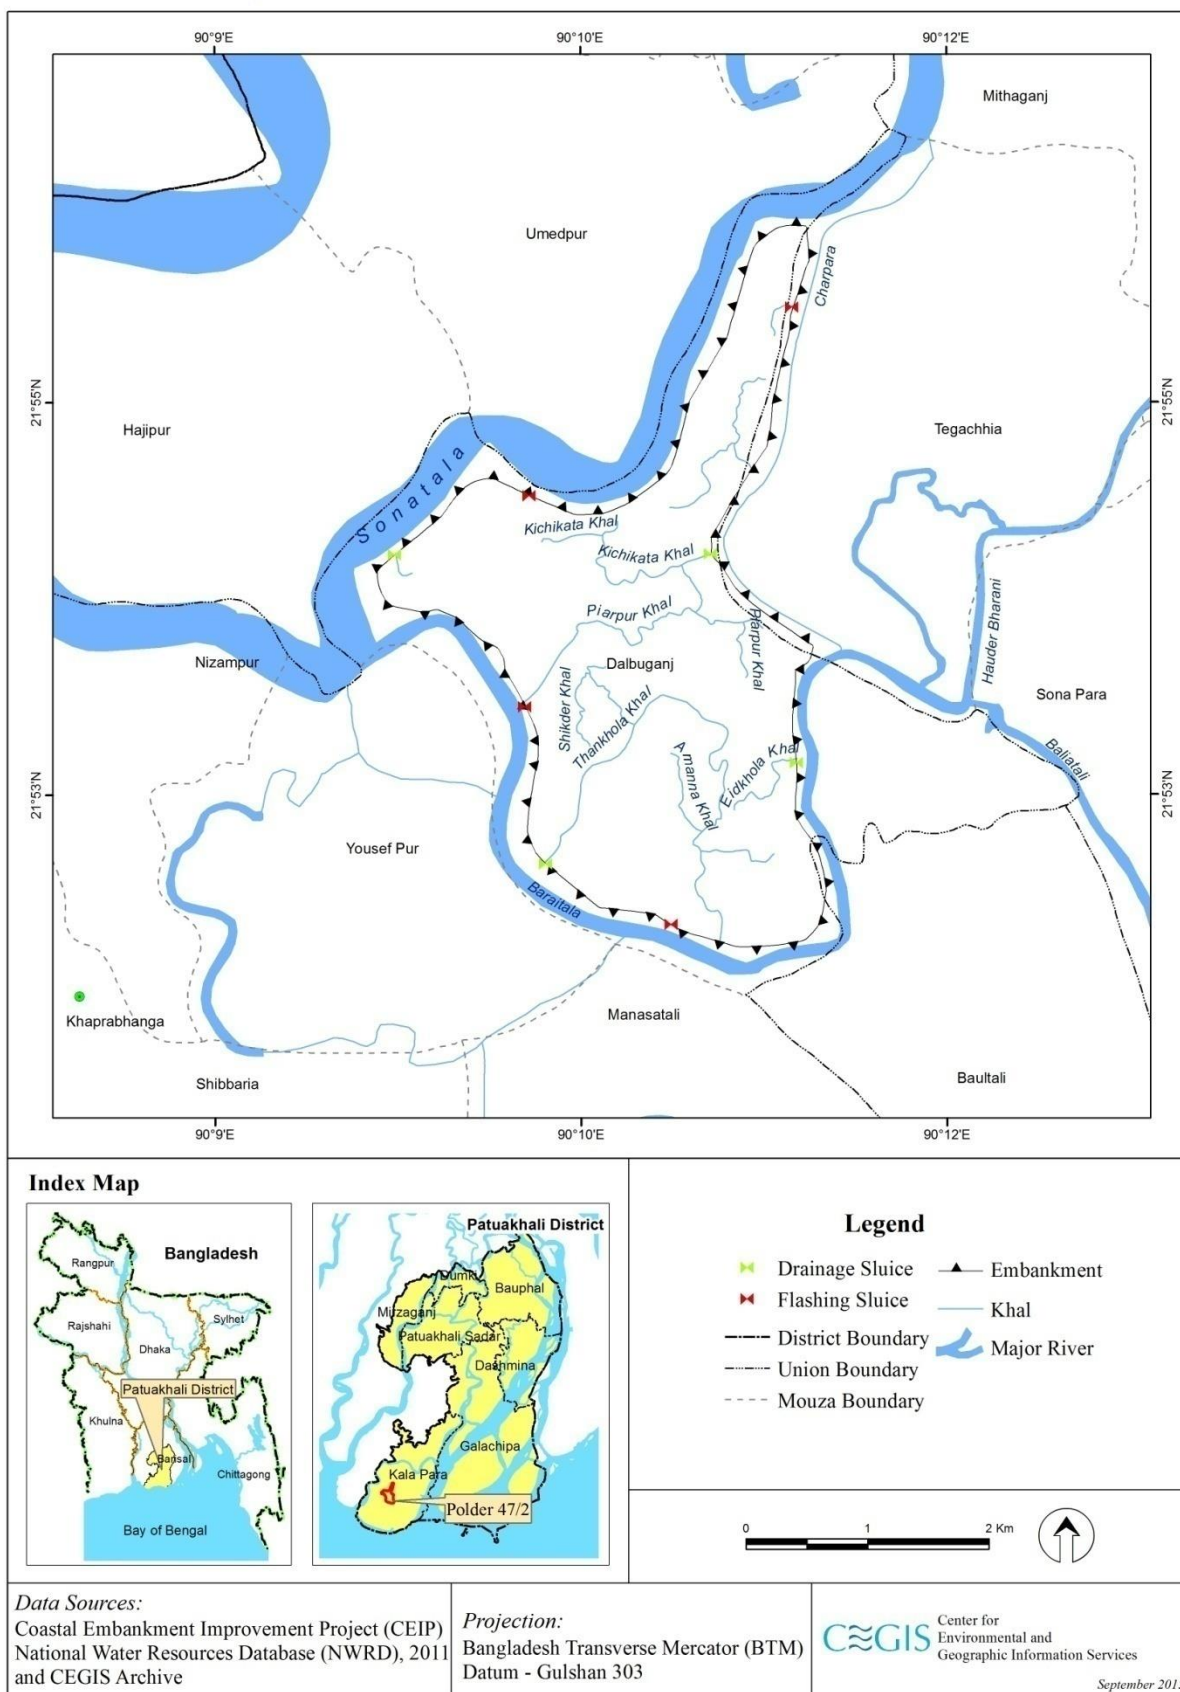 90°9'E
90°10'E
90°12'E
Mithaganj
Umedpur
Charpara
21°55'N
21°55'N
Hajipur
Tegachhia
Sonatala
Kichikata Khal
Kichikata Khal
Piarpur Khal
Piarpur Khal
Hauder Bharani
Nizampur
Dalbuganj
Sona Para
Shikder Khal
Thankhola Khal
Amanna Khal
Eidkhola Khal
Baliatali
21°53'N
21°53'N
Yousef Pur
Baraitala
Khaprabhanga
Manasatali
Shibbaria
Baultali
90°9'E
90°10'E
90°12'E
Index Map
Bangladesh
Rangpur
Rajshahi
Sylhet
Dhaka
Patuakhali District
Khulna
Barisal
Chittagong
Bay of Bengal
Patuakhali District
Dumki
Bauphal
Mirzaganj
Patuakhali Sadar
Dashmina
Galachipa
Kala Para
Polder 47/2
Legend
Drainage Sluice
Embankment
Flashing Sluice
Khal
District Boundary
Major River
Union Boundary
Mouza Boundary
0 1 2 Km
Data Sources:
Coastal Embankment Improvement Project (CEIP)
National Water Resources Database (NWRD), 2011
and CEGIS Archive
Projection:
Bangladesh Transverse Mercator (BTM)
Datum - Gulshan 303
CEGIS
Center for
Environmental and
Geographic Information Services
September